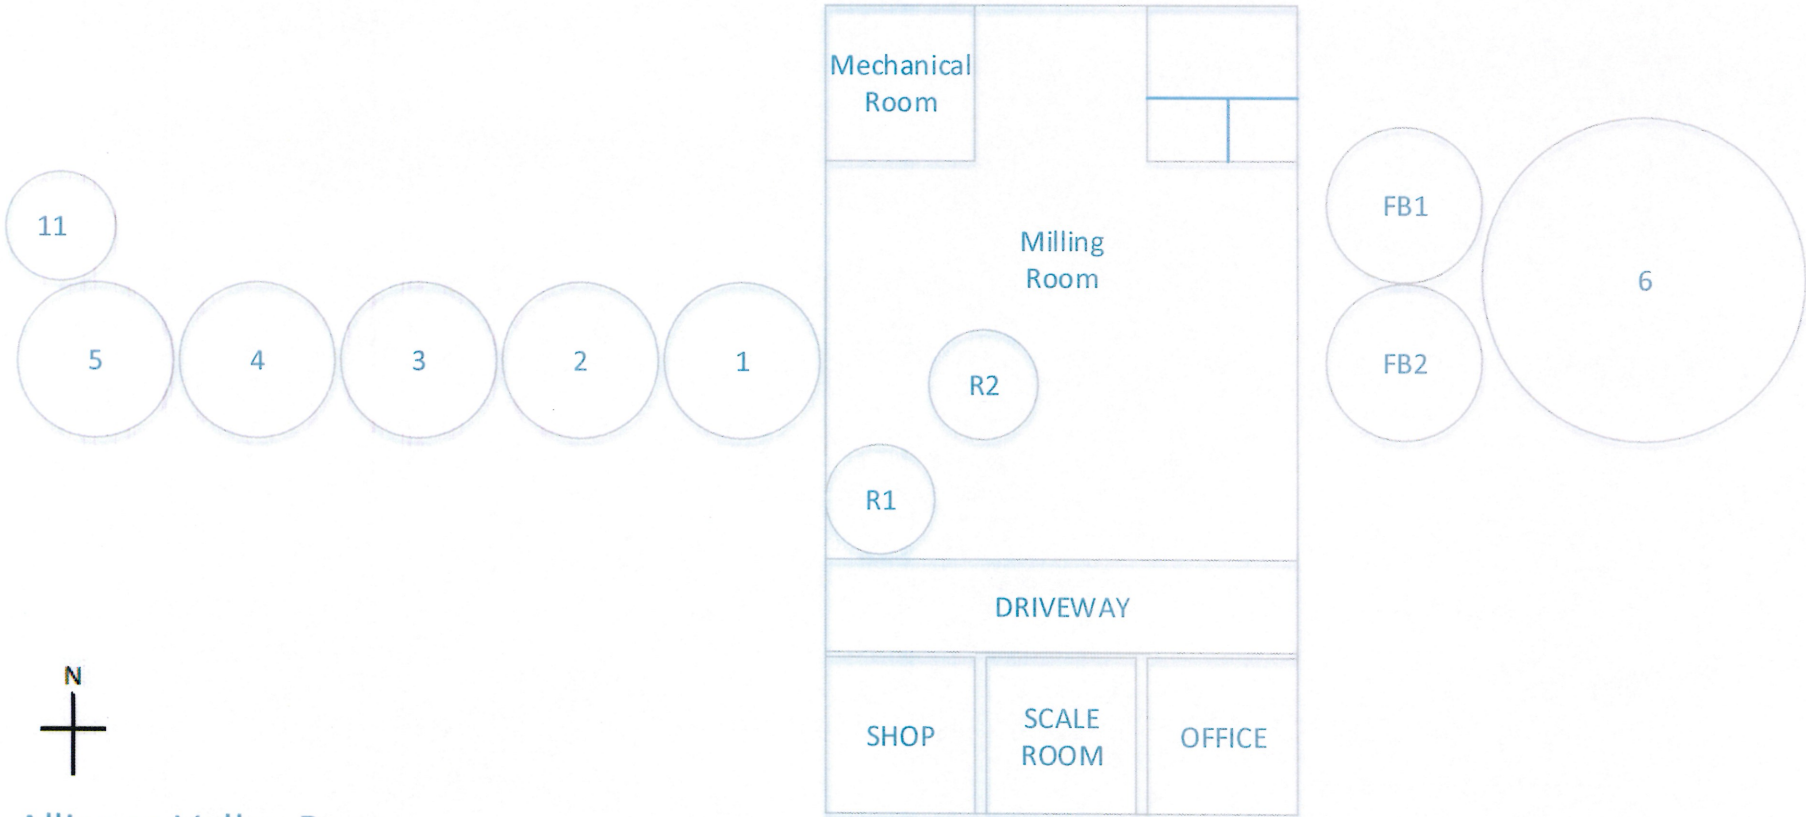 Mechanical
Room
11
Milling
Room
FB1
6
5
4
3
2
1
R2
FB2
R1
DRIVEWAY
N
SHOP
SCALE
ROOM
OFFICE